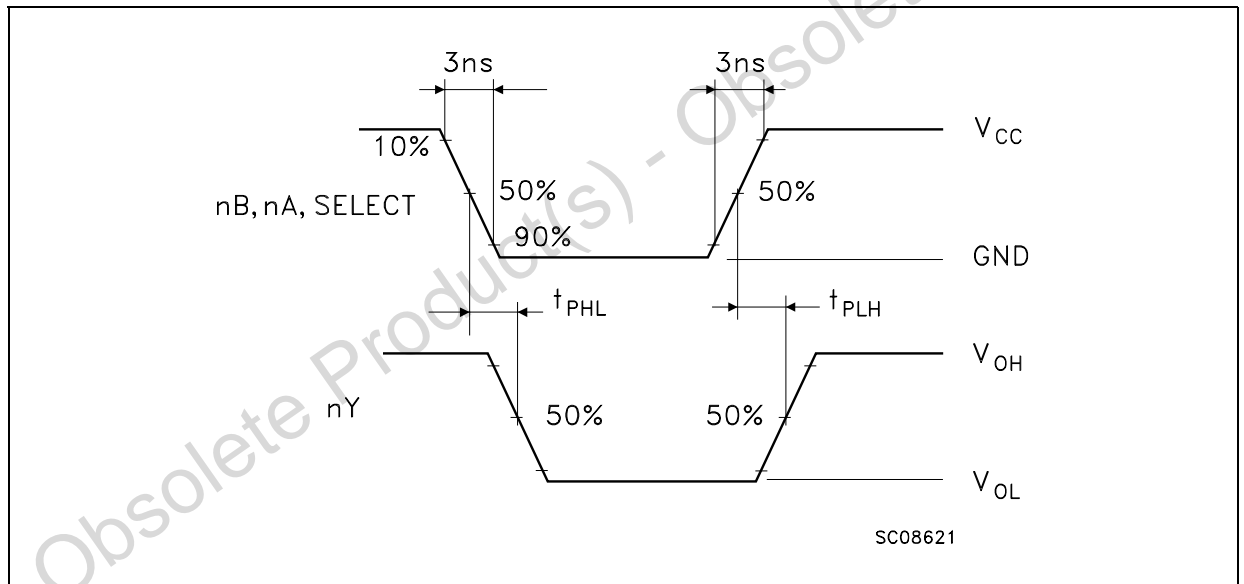 3ns 3ns
10% V_CC
nB, nA, SELECT 50% 50%
90%
GND
t_PHL t_PLH
V_OH
nY 50% 50%
V_OL
SC08621
Obsolete Product(s) - Obsolete